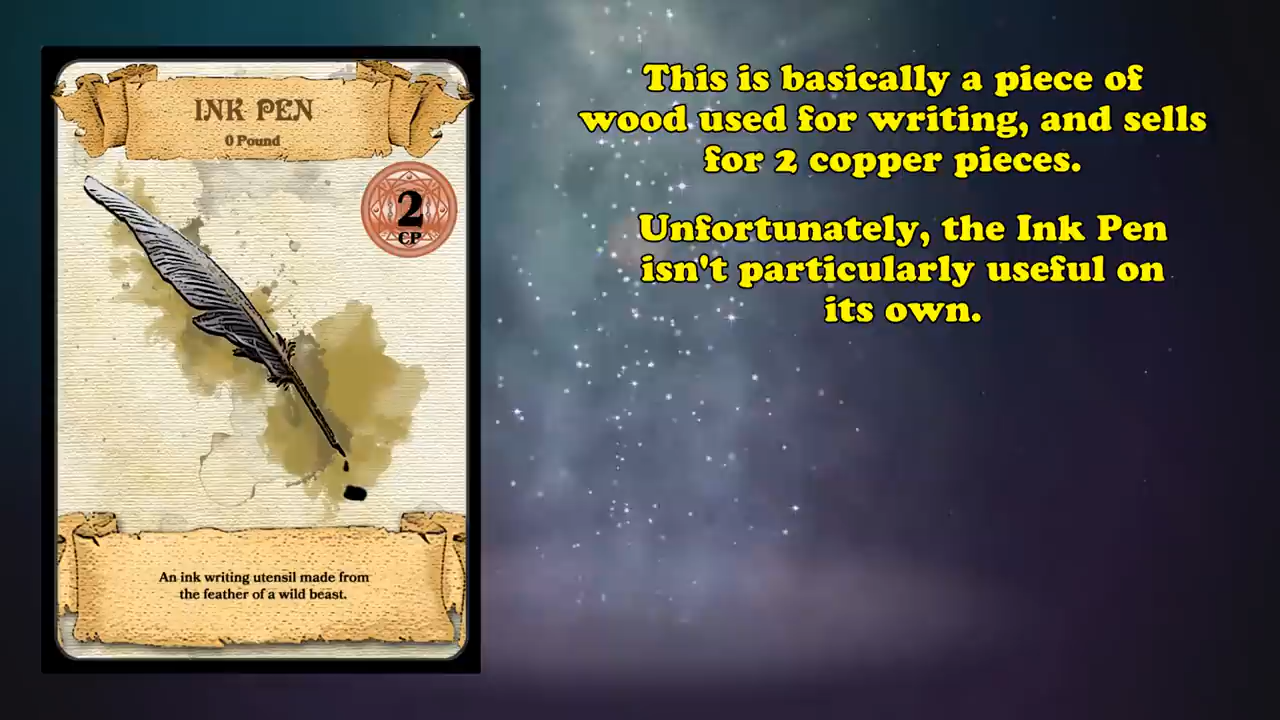 INK PEN
0 Pound
2
CP
An ink writing utensil made from
the feather of a wild beast.
This is basically a piece of
wood used for writing, and sells
for 2 copper pieces.
Unfortunately, the Ink Pen
isn't particularly useful on
its own.